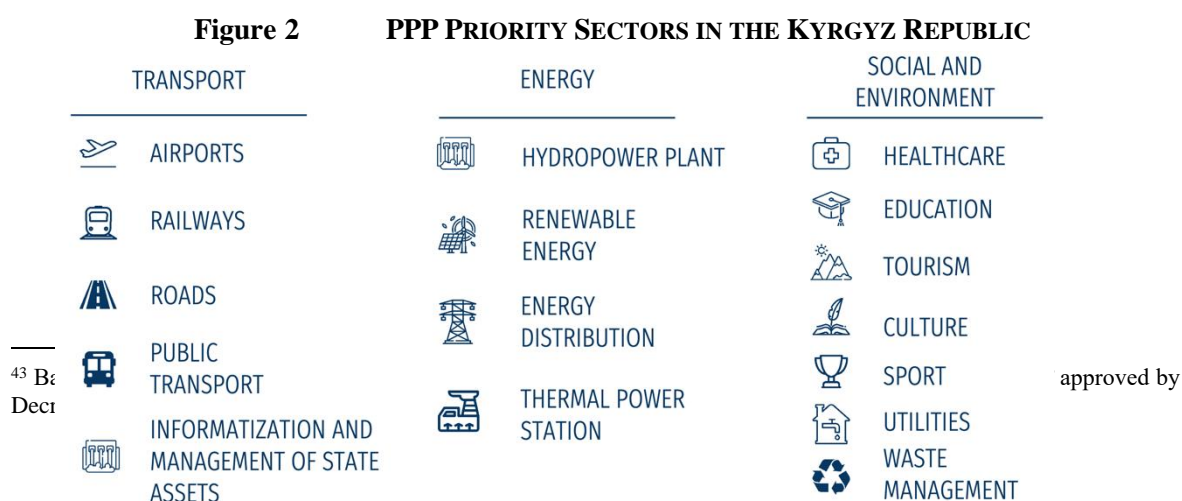 Figure 2 PPP PRIORITY SECTORS IN THE KYRGYZ REPUBLIC
TRANSPORT
AIRPORTS
RAILWAYS
ROADS
PUBLIC
TRANSPORT
INFORMATIZATION AND
MANAGEMENT OF STATE
ASSETS
ENERGY
HYDROPOWER PLANT
RENEWABLE
ENERGY
ENERGY
DISTRIBUTION
THERMAL POWER
STATION
SOCIAL AND
ENVIRONMENT
HEALTHCARE
EDUCATION
TOURISM
CULTURE
SPORT
UTILITIES
WASTE
MANAGEMENT
43 approved by